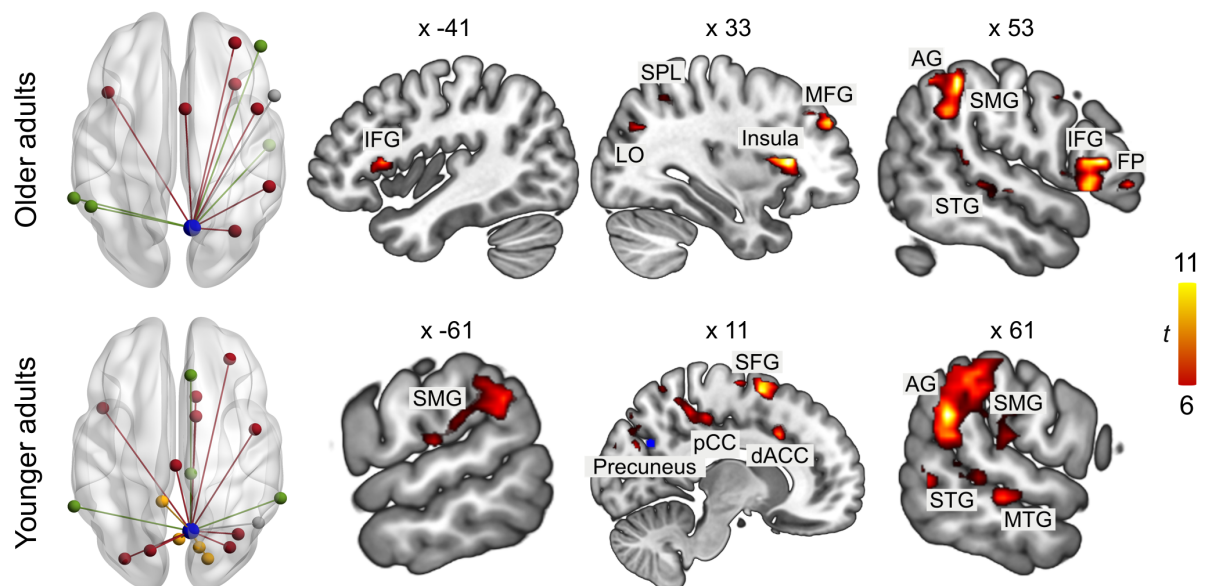 Older adults
x -41
x 33
x 53
IFG
SPL
LO
Insula
MFG
AG
SMG
IFG
FP
STG
11
t
6
Younger adults
x -61
x 11
x 61
SMG
SFG
pCC
dACC
Precuneus
AG
SMG
STG
MTG